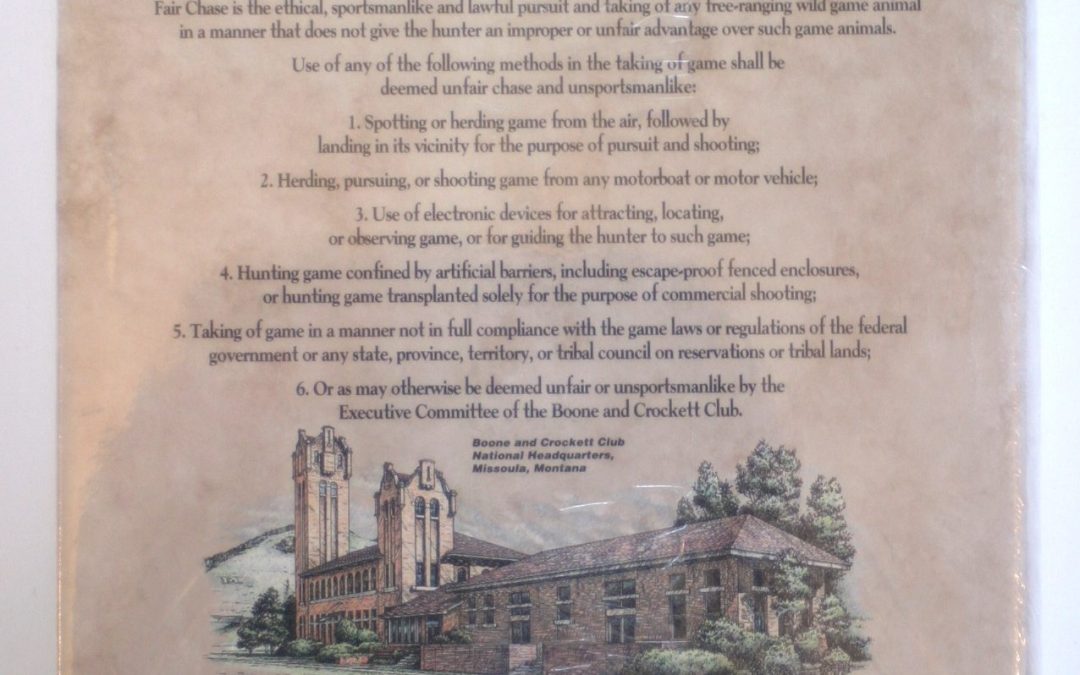 Fair Chase is the ethical, sportsmanlike and lawful pursuit and taking of any free-ranging wild game animal
in a manner that does not give the hunter an improper or unfair advantage over such game animals.
Use of any of the following methods in the taking of game shall be
deemed unfair chase and unsportsmanlike:
1. Spotting or herding game from the air, followed by
landing in its vicinity for the purpose of pursuit and shooting;
2. Herding, pursuing, or shooting game from any motorboat or motor vehicle;
3. Use of electronic devices for attracting, locating,
or observing game, or for guiding the hunter to such game;
4. Hunting game confined by artificial barriers, including escape-proof fenced enclosures,
or hunting game transplanted solely for the purpose of commercial shooting;
5. Taking of game in a manner not in full compliance with the game laws or regulations of the federal
government or any state, province, territory, or tribal council on reservations or tribal lands;
6. Or as may otherwise be deemed unfair or unsportsmanlike by the
Executive Committee of the Boone and Crockett Club.
Boone and Crockett Club
National Headquarters,
Missoula, Montana